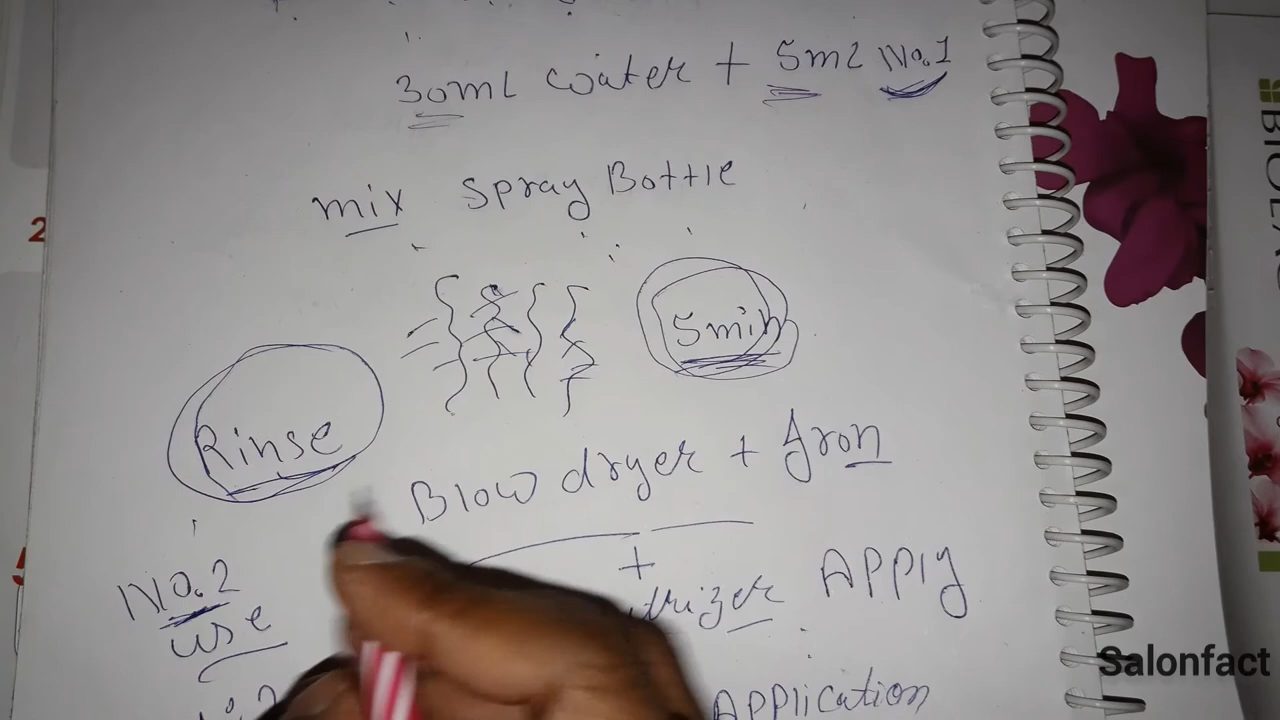 30mL water + 5ml No.1
mix Spray Bottle
5min
Rinse
Blow dryer + Iron
+
APPly
No.2
use
APPlication
Salonfact